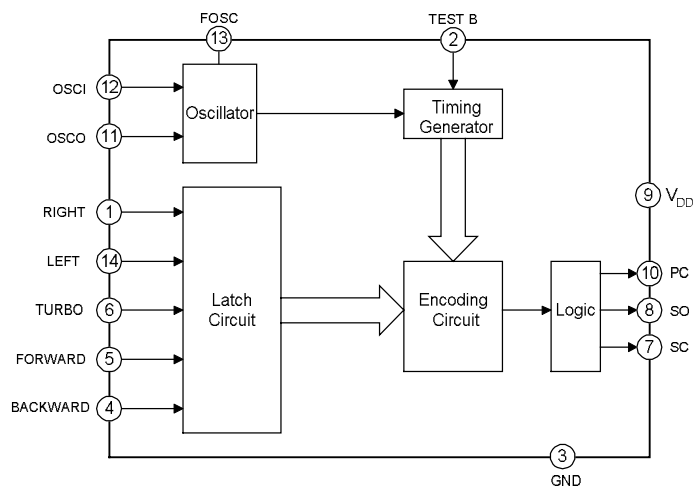 FOSC
TEST B
13
2
OSCI
12
Oscillator
Timing
Generator
OSCO
11
RIGHT
1
9
VDD
LEFT
14
Latch
Circuit
Encoding
Circuit
Logic
10
PC
TURBO
6
8
SO
FORWARD
5
7
SC
BACKWARD
4
3
GND